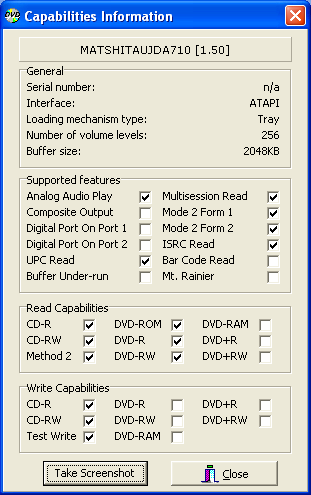 DVD Capabilities Information
MATSHITAUJDA710 [1.50]
General
Serial number: n/a
Interface: ATAPI
Loading mechanism type: Tray
Number of volume levels: 256
Buffer size: 2048KB
Supported features
Analog Audio Play Multisession Read
Composite Output Mode 2 Form 1
Digital Port On Port 1 Mode 2 Form 2
Digital Port On Port 2 ISRC Read
UPC Read Bar Code Read
Buffer Under-run Mt. Rainier
Read Capabilities
CD-R DVD-ROM DVD-RAM
CD-RW DVD-R DVD+R
Method 2 DVD-RW DVD+RW
Write Capabilities
CD-R DVD-R DVD+R
CD-RW DVD-RW DVD+RW
Test Write DVD-RAM
Take Screenshot Close